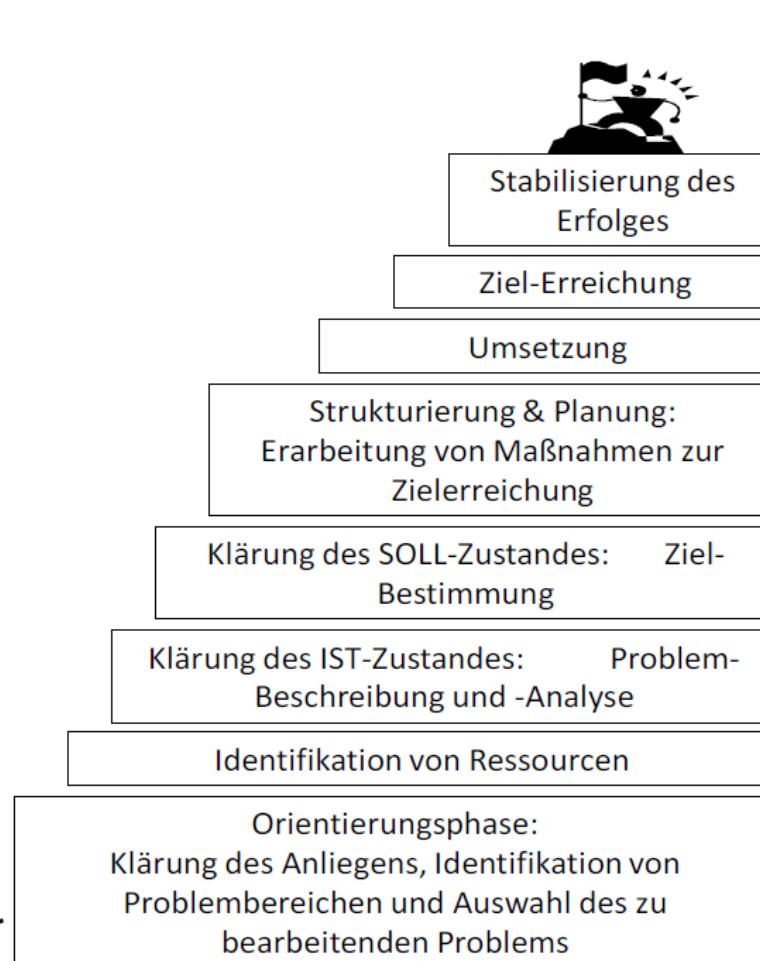 Stabilisierung des
Erfolges
Ziel-Erreichung
Umsetzung
Strukturierung & Planung:
Erarbeitung von Maßnahmen zur
Zielerreichung
Klärung des SOLL-Zustandes: Ziel-
Bestimmung
Klärung des IST-Zustandes: Problem-
Beschreibung und -Analyse
Identifikation von Ressourcen
Orientierungsphase:
Klärung des Anliegens, Identifikation von
Problembereichen und Auswahl des zu
bearbeitenden Problems